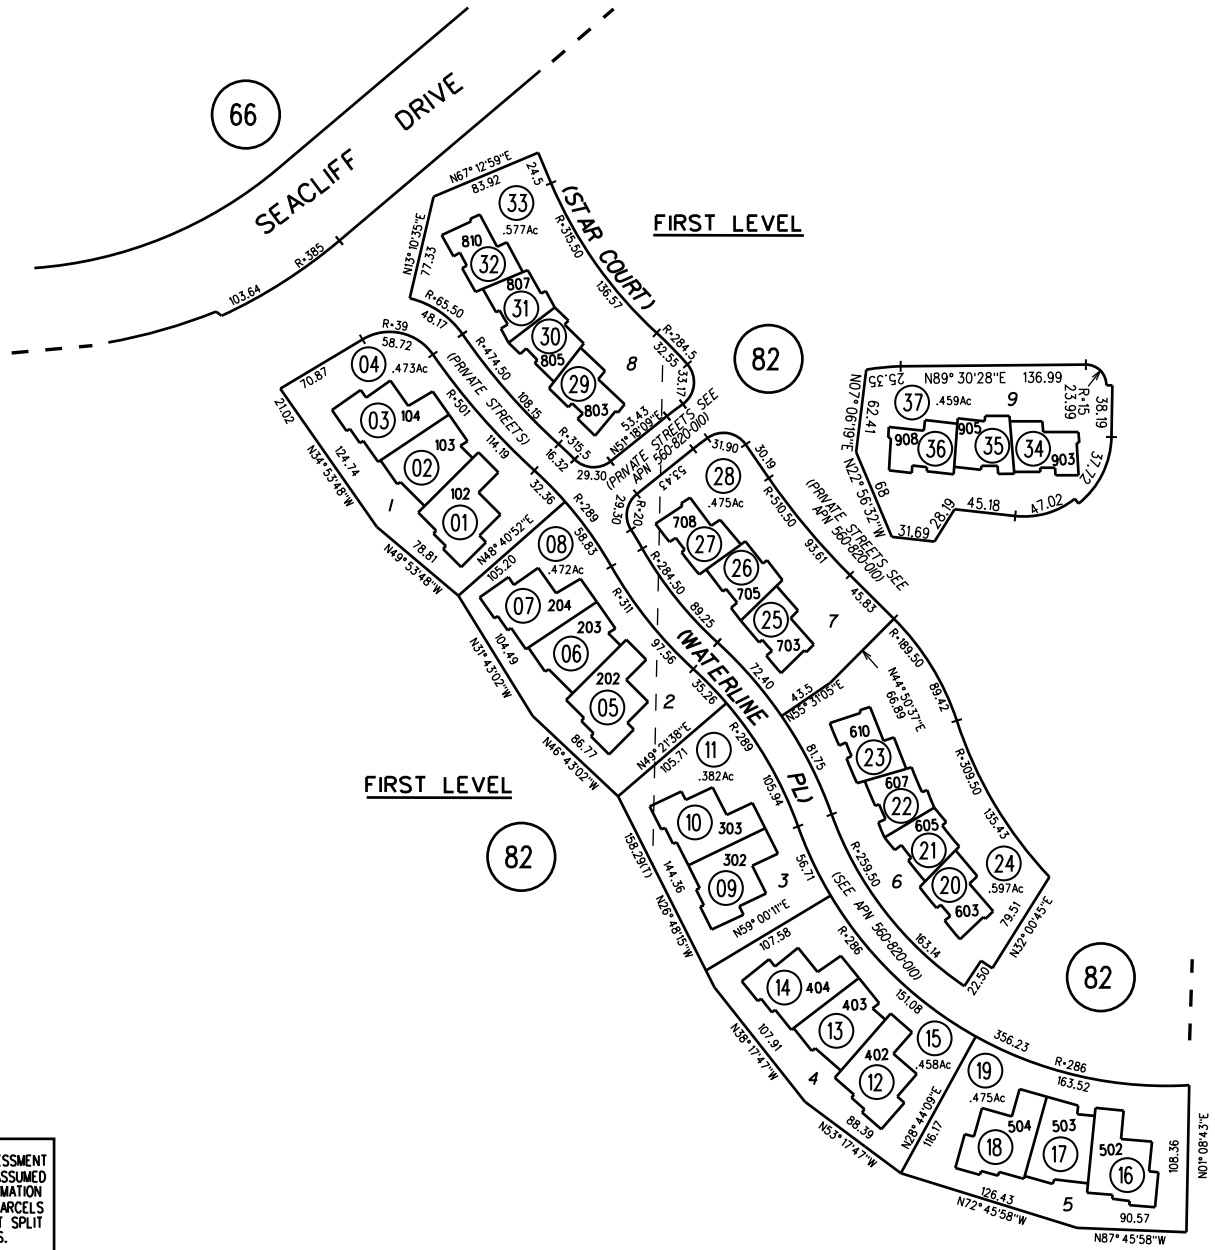 66
SEACLIFF DRIVE
R=385
103.64
FIRST LEVEL
(STAR COURT)
N67° 12'59"E
83.92
24.5
33
.577Ac
R=315.50
136.57
N13° 10'35"E
77.33
R=65.50
48.17
R=474.50
108.15
R=315.5
16.32
29.30
N51° 18'09"E
53.43
33.17
32.55
R=284.5
810
32
807
31
30
805
29
803
8
82
(PRIVATE STREETS)
(PRIVATE STREETS SEE
APN 560-820-010)
R=39
58.72
04
.473Ac
70.87
21.02
R=501
114.19
32.36
03
104
103
02
102
01
1
124.74
N34° 53'48"W
78.81
N49° 53'48"W
N48° 40'52"E
105.20
N07° 06'19"E
25.35
62.41
N89° 30'28"E
136.99
R=15
23.99
38.19
37.72
47.02
45.18
28.19
31.69
N22° 56'32"W
68
37
.459Ac
9
908
36
905
35
34
903
31.90
53.43
30.19
28
.475Ac
29.30
R=20
R=510.50
93.61
45.83
(PRIVATE STREETS SEE
APN 560-820-010)
708
27
26
705
25
703
7
R=284.50
89.25
72.40
43.5
N55° 31'05"E
R=289
58.83
08
.472Ac
R=311
97.56
35.26
07
204
203
06
202
05
2
104.49
N31° 43'02"W
86.77
N46° 43'02"W
N49° 21'38"E
105.71
(WATERLINE PL)
R=189.50
89.42
N44° 50'37"E
66.89
R=309.50
135.43
81.75
610
23
607
22
605
21
20
603
6
24
.597Ac
79.51
N32° 00'45"E
22.50
R=259.50
163.14
FIRST LEVEL
82
R=289
105.94
56.71
11
.382Ac
10
303
302
09
3
158.29(T)
144.36
N26° 48'15"W
N59° 00'11"E
107.58
(SEE APN 560-820-010)
R=286
151.08
14
404
403
13
402
12
15
.458Ac
4
107.91
N38° 17'47"W
88.39
N53° 17'47"W
N28° 44'09"E
116.17
82
356.23
R=286
163.52
19
.475Ac
18
504
503
17
502
16
5
126.43
N72° 45'58"W
90.57
N87° 45'58"W
108.36
N01° 08'43"E
SSMENT
SSUMED
MATION
ARCELS
T SPLIT
S.